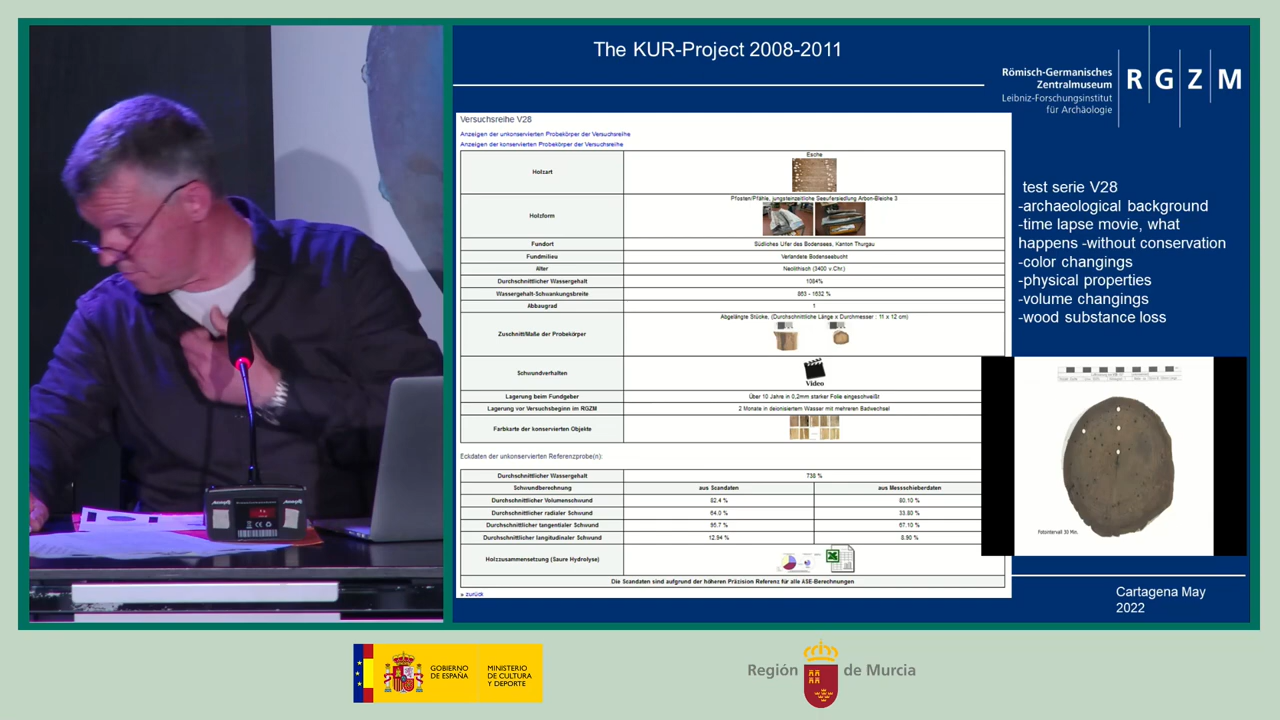 The KUR-Project 2008-2011
Römisch-Germanisches
Zentralmuseum
Leibniz-Forschungsinstitut
für Archäologie
R G Z M
Versuchsreihe V28
Anzeigen der unkonservierten Probekörper der Versuchsreihe
Anzeigen der konservierten Probekörper der Versuchsreihe
Holzart
Esche
Holzform
Pfosten/Pfähle, jungsteinzeitliche Seeufersiedlung Arbon-Bleiche 3
Fundort
Südliches Ufer des Bodensees, Kanton Thurgau
Fundmilieu
Verlandete Bodenseebucht
Alter
Neolithisch (3400 v.Chr.)
Durchschnittlicher Wassergehalt
1084%
Wassergehalt-Schwankungsbreite
863 - 1632 %
Abbaugrad
1
Zuschnitt/Maße der Probekörper
Abgelängte Stücke, (Durchschnittliche Länge x Durchmesser : 11 x 12 cm)
Schwundverhalten
Video
Lagerung beim Fundgeber
Über 10 Jahre in 0,2mm starker Folie eingeschweißt
Lagerung vor Versuchsbeginn im RGZM
2 Monate in deionisiertem Wasser mit mehreren Badwechsel
Farbkarte der konservierten Objekte
Eckdaten der unkonservierten Referenzprobe(n):
Durchschnittlicher Wassergehalt
738 %
Schwundberechnung
aus Scandaten
aus Messschieberdaten
Durchschnittlicher Volumenschwund
82.4 %
80.10 %
Durchschnittlicher radialer Schwund
64.0 %
33.80 %
Durchschnittlicher tangentialer Schwund
95.7 %
67.10 %
Durchschnittlicher longitudinaler Schwund
12.94 %
8.90 %
Holzzusammensetzung (Saure Hydrolyse)
Die Scandaten sind aufgrund der höheren Präzision Referenz für alle ASE-Berechnungen
» zurück
test serie V28
-archaeological background
-time lapse movie, what
happens -without conservation
-color changings
-physical properties
-volume changings
-wood substance loss
Fotointervall 30 Min.
Cartagena May
2022
GOBIERNO
DE ESPAÑA
MINISTERIO
DE CULTURA
Y DEPORTE
Región de Murcia